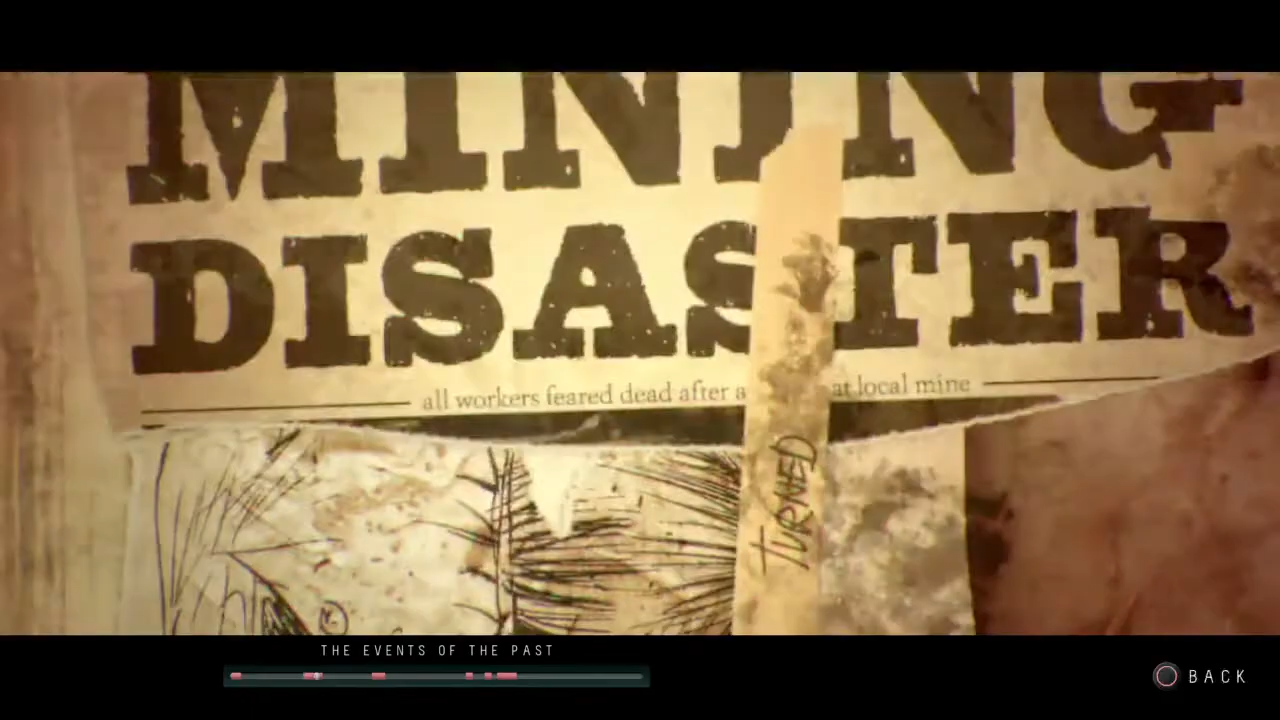 MINING
DISASTER
all workers feared dead after a at local mine
TURNED
THE EVENTS OF THE PAST
BACK